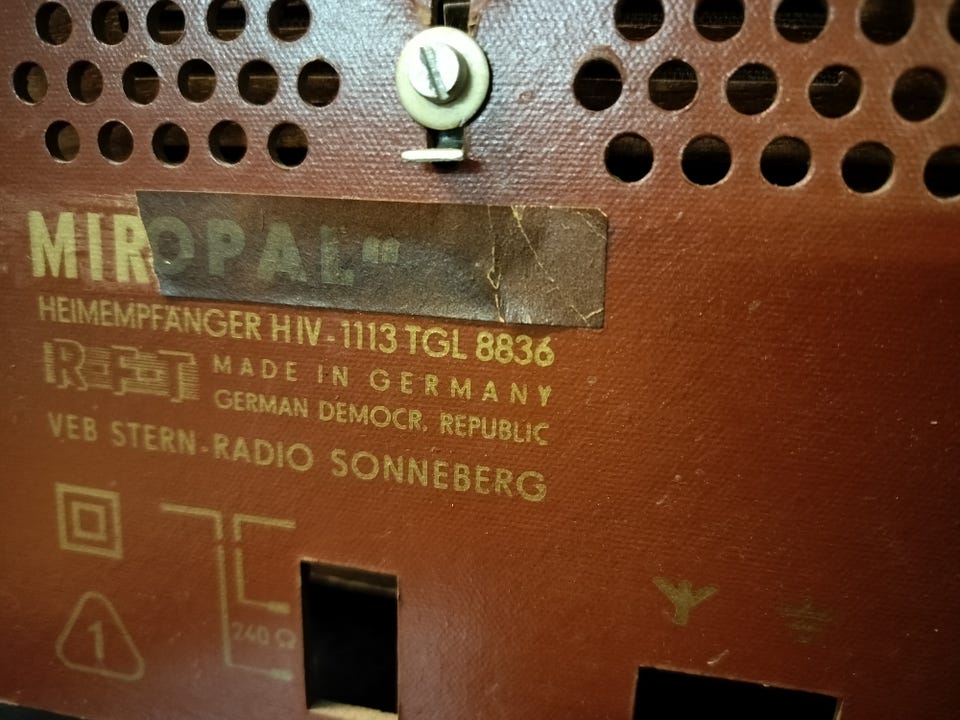 MIROPAL"
HEIMEMPFÄNGER H IV-1113 TGL 8836
RFT
MADE IN GERMANY
GERMAN DEMOCR. REPUBLIC
VEB STERN-RADIO SONNEBERG
240 Ω
1